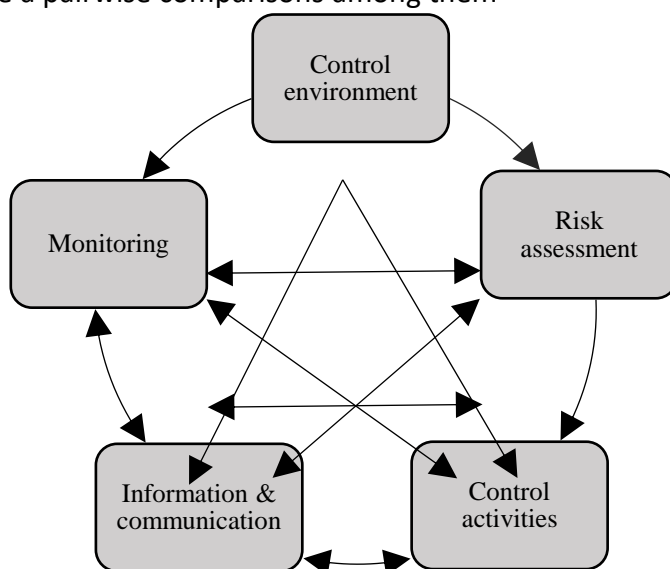 a pairwise comparisons among them
Control
environment
Monitoring
Risk
assessment
Information &
communication
Control
activities